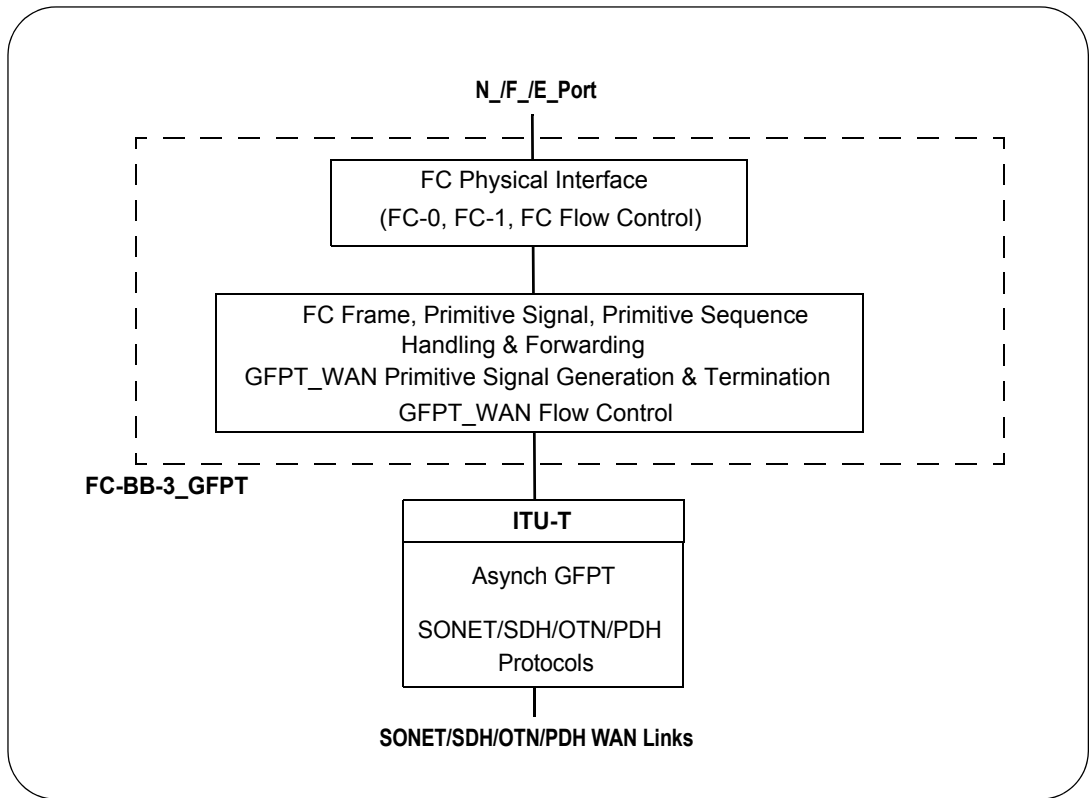 N_/F_/E_Port
FC Physical Interface
(FC-0, FC-1, FC Flow Control)
FC Frame, Primitive Signal, Primitive Sequence
Handling & Forwarding
GFPT_WAN Primitive Signal Generation & Termination
GFPT_WAN Flow Control
FC-BB-3_GFPT
ITU-T
Asynch GFPT
SONET/SDH/OTN/PDH
Protocols
SONET/SDH/OTN/PDH WAN Links